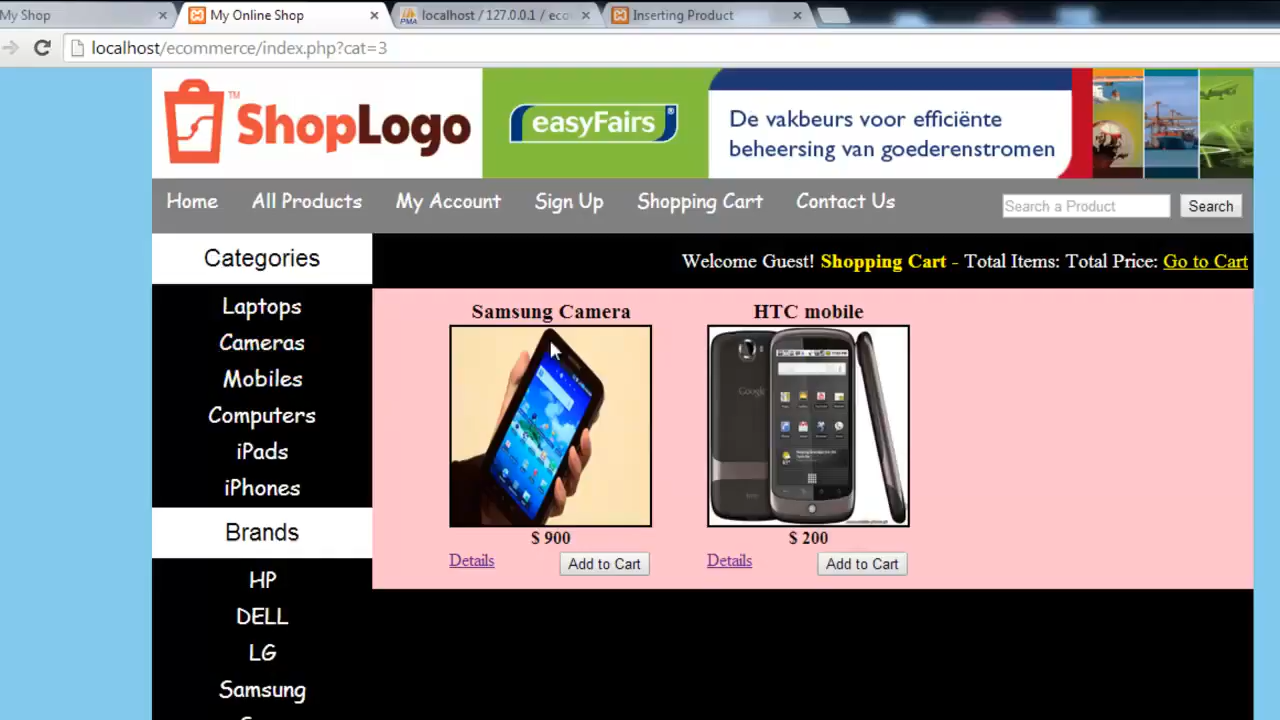 My Shop
My Online Shop
localhost / 127.0.0.1 / eco
Inserting Product
localhost/ecommerce/index.php?cat=3
ShopLogo
TM
easyFairs
De vakbeurs voor efficiënte
beheersing van goederenstromen
Home All Products My Account Sign Up Shopping Cart Contact Us
Search a Product
Search
Categories
Welcome Guest! Shopping Cart - Total Items: Total Price: Go to Cart
Laptops
Cameras
Mobiles
Computers
iPads
iPhones
Brands
HP
DELL
LG
Samsung
Samsung Camera
$ 900
Details
Add to Cart
HTC mobile
Google
$ 200
Details
Add to Cart